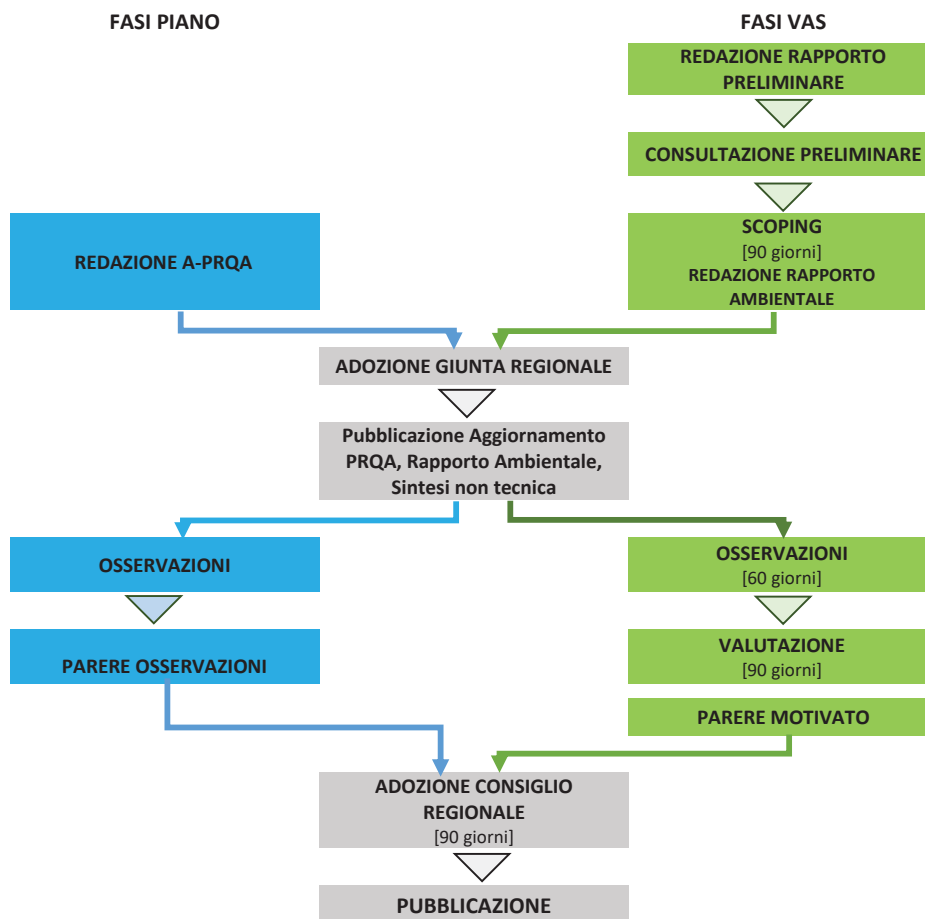 FASI PIANO
FASI VAS
REDAZIONE RAPPORTO
PRELIMINARE
CONSULTAZIONE PRELIMINARE
REDAZIONE A-PRQA
SCOPING
[90 giorni]
REDAZIONE RAPPORTO
AMBIENTALE
ADOZIONE GIUNTA REGIONALE
Pubblicazione Aggiornamento
PRQA, Rapporto Ambientale,
Sintesi non tecnica
OSSERVAZIONI
OSSERVAZIONI
[60 giorni]
PARERE OSSERVAZIONI
VALUTAZIONE
[90 giorni]
PARERE MOTIVATO
ADOZIONE CONSIGLIO
REGIONALE
[90 giorni]
PUBBLICAZIONE